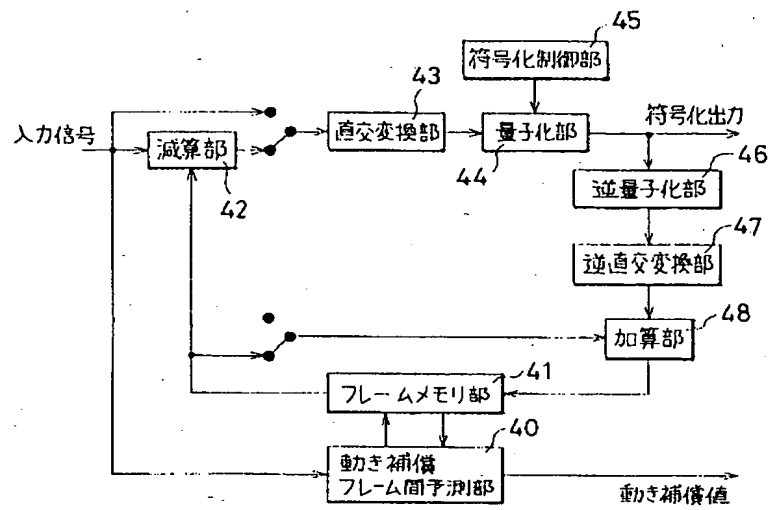 45
符号化制御部
43
符号化出力
入力信号
減算部
直交変換部
量子化部
42
44
46
逆量子化部
47
逆直交変換部
48
加算部
41
フレームメモリ部
40
動き補償
フレーム間予測部
動き補償値